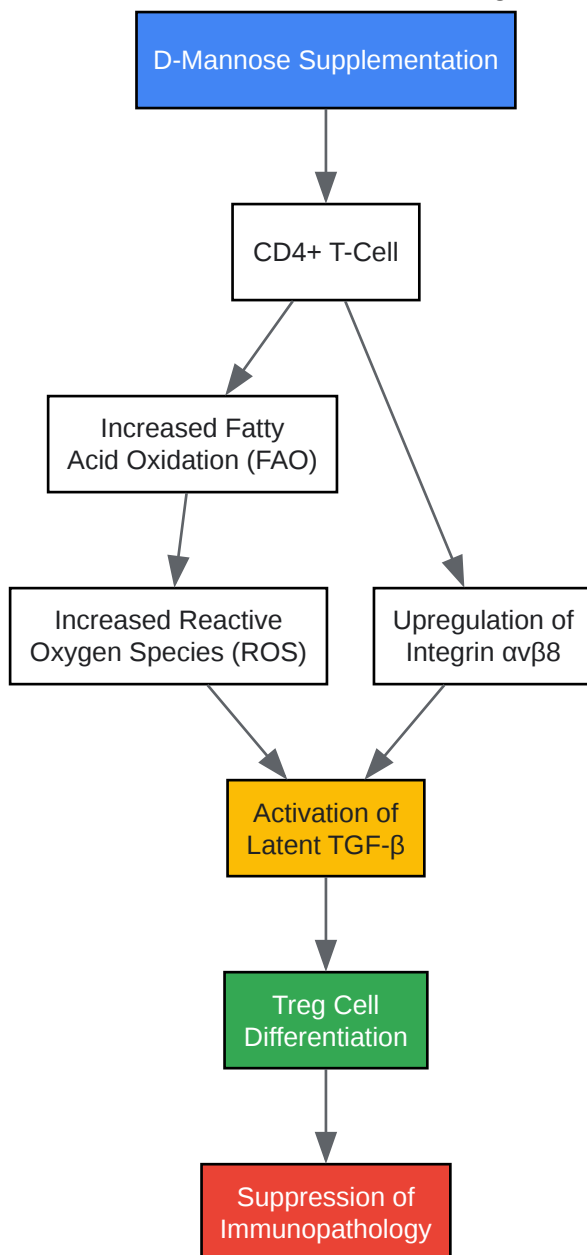 D-Mannose Supplementation
CD4+ T-Cell
Increased Fatty
Acid Oxidation (FAO)
Increased Reactive
Oxygen Species (ROS)
Upregulation of
Integrin αvβ8
Activation of
Latent TGF-β
Treg Cell
Differentiation
Suppression of
Immunopathology